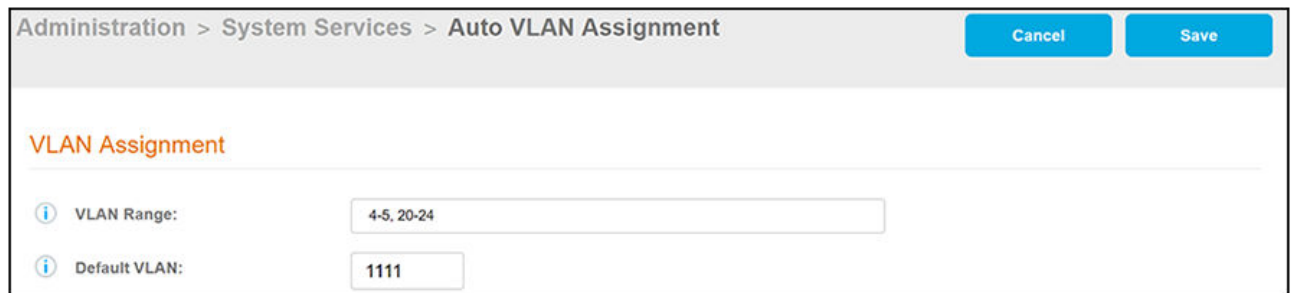 Administration > System Services > Auto VLAN Assignment
Cancel
Save
VLAN Assignment
VLAN Range:
4-5, 20-24
Default VLAN:
1111